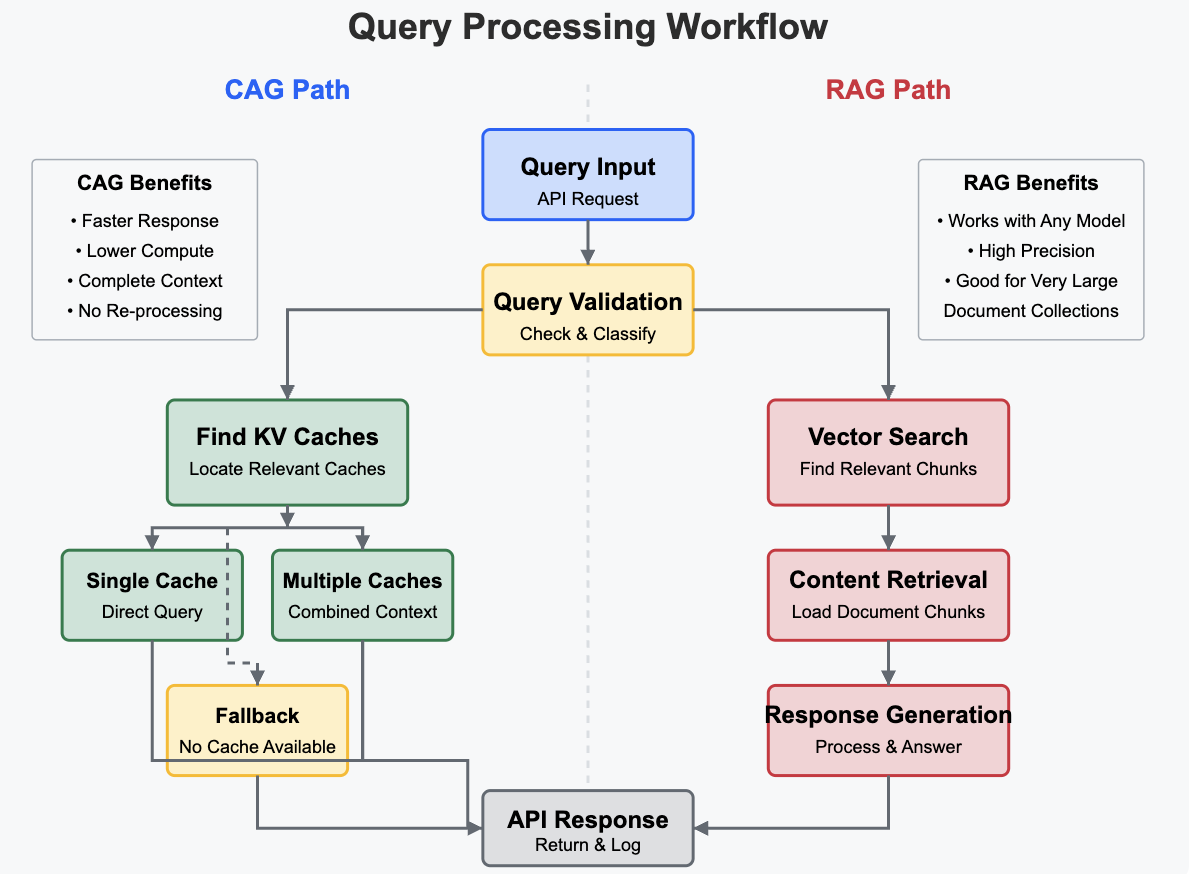 Query Processing Workflow
CAG Path
RAG Path
Query Input
API Request
CAG Benefits
• Faster Response
• Lower Compute
• Complete Context
• No Re-processing
RAG Benefits
• Works with Any Model
• High Precision
• Good for Very Large
Document Collections
Query Validation
Check & Classify
Find KV Caches
Locate Relevant Caches
Vector Search
Find Relevant Chunks
Single Cache
Direct Query
Multiple Caches
Combined Context
Content Retrieval
Load Document Chunks
Fallback
No Cache Available
Response Generation
Process & Answer
API Response
Return & Log